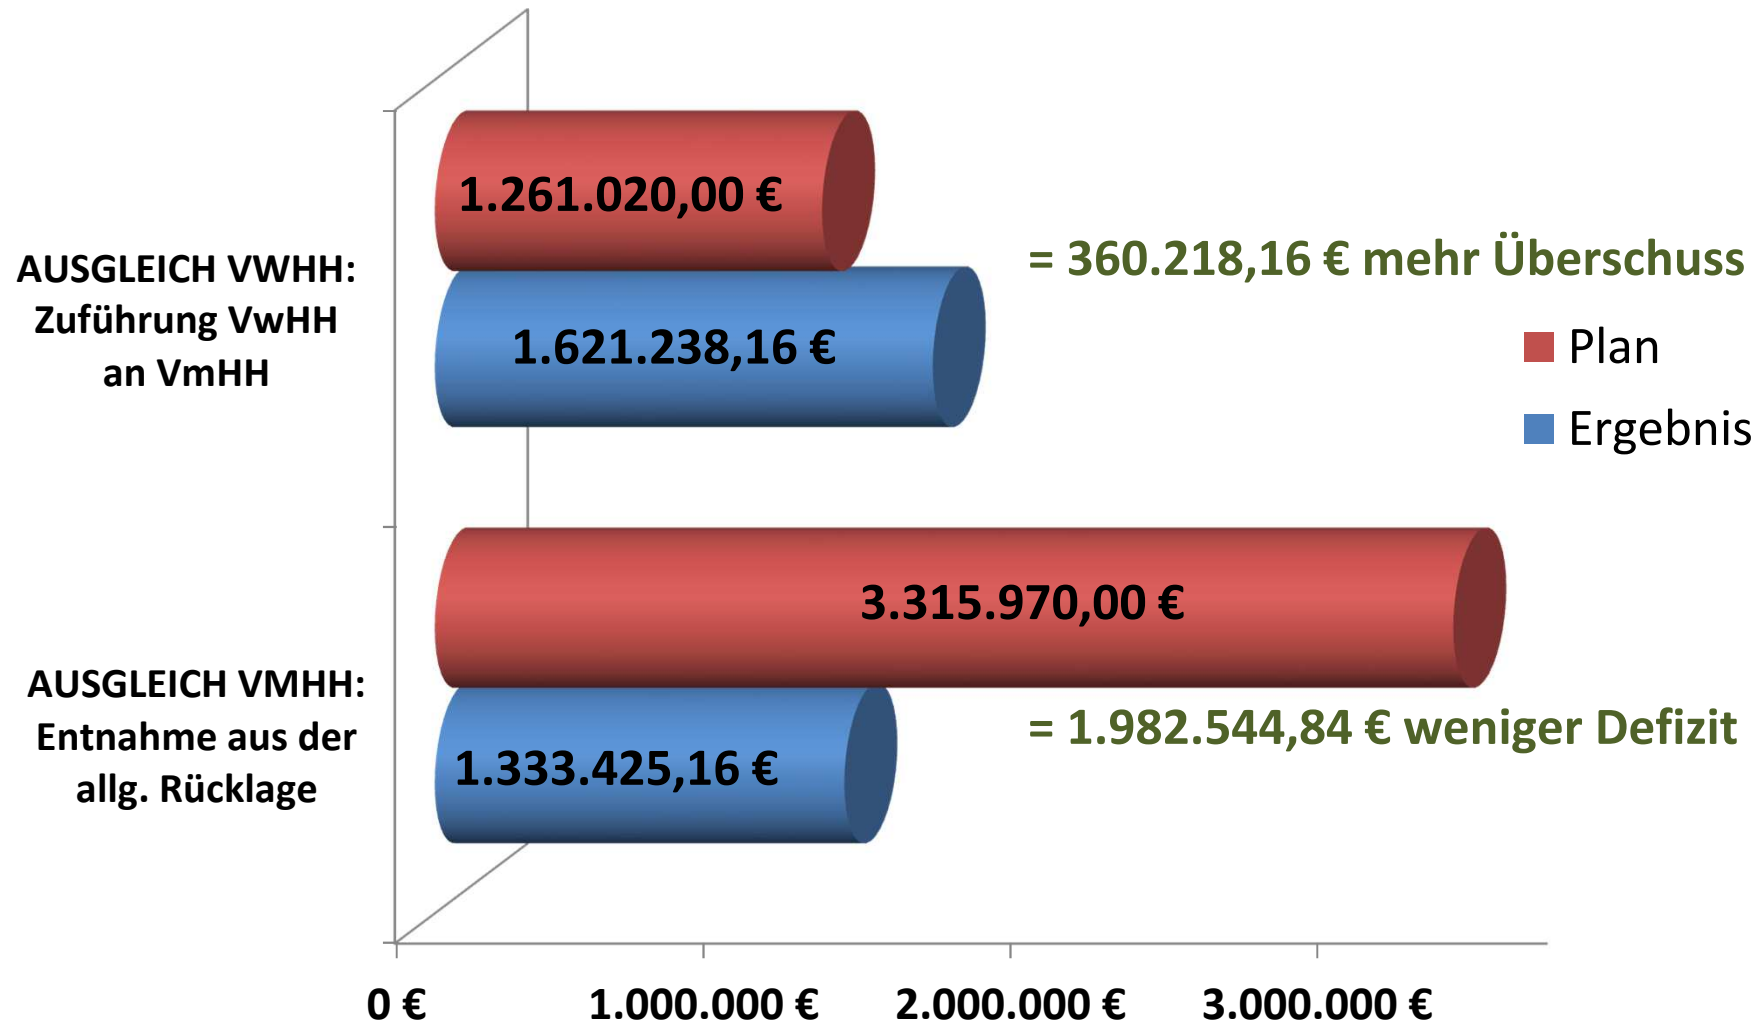 1.261.020,00 €
AUSGLEICH VWHH:
Zuführung VwHH
an VmHH
= 360.218,16 € mehr Überschuss
1.621.238,16 €
Plan
Ergebnis
3.315.970,00 €
AUSGLEICH VMHH:
Entnahme aus der
allg. Rücklage
= 1.982.544,84 € weniger Defizit
1.333.425,16 €
0 € 1.000.000 € 2.000.000 € 3.000.000 €